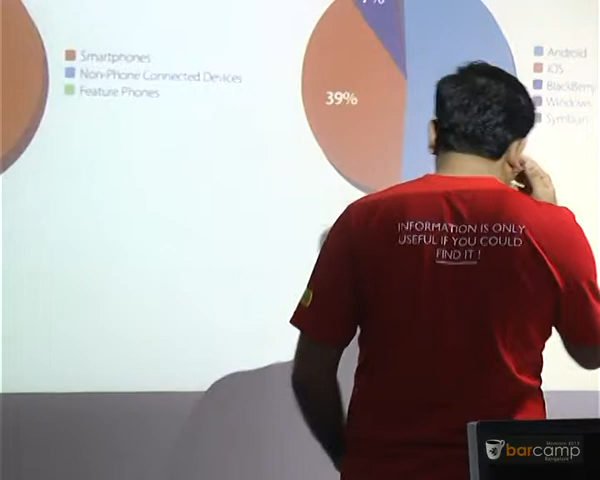 7%
Smartphones
Non-Phone Connected Devices
Feature Phones
39%
Android
iOS
BlackBerry
Windows
Symbian
INFORMATION IS ONLY
USEFUL IF YOU COULD
FIND IT !
barcamp